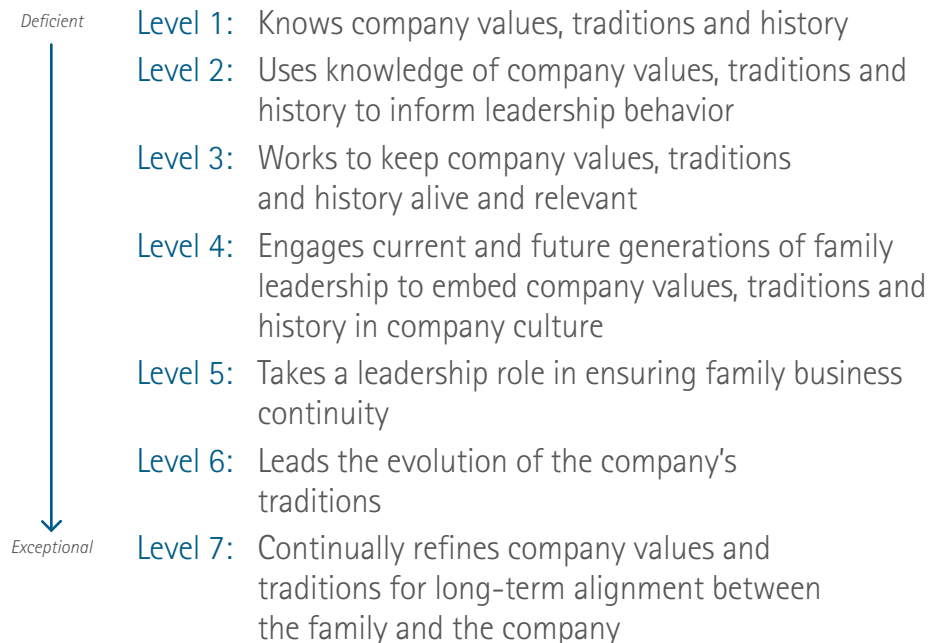 Deficient
Level 1: Knows company values, traditions and history
Level 2: Uses knowledge of company values, traditions and
history to inform leadership behavior
Level 3: Works to keep company values, traditions
and history alive and relevant
Level 4: Engages current and future generations of family
leadership to embed company values, traditions and
history in company culture
Level 5: Takes a leadership role in ensuring family business
continuity
Level 6: Leads the evolution of the company's
traditions
Exceptional
Level 7: Continually refines company values and
traditions for long-term alignment between
the family and the company